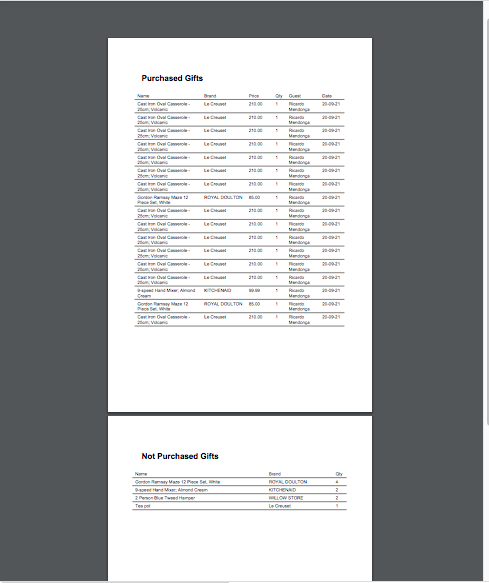 Purchased Gifts
Name Brand Price Qty Guest Date
Cast Iron Oval Casserole - Le Creuset 210.00 1 Ricardo 20-09-21
25cm; Volcanic Mendonça
Cast Iron Oval Casserole - Le Creuset 210.00 1 Ricardo 20-09-21
25cm; Volcanic Mendonça
Cast Iron Oval Casserole - Le Creuset 210.00 1 Ricardo 20-09-21
25cm; Volcanic Mendonça
Cast Iron Oval Casserole - Le Creuset 210.00 1 Ricardo 20-09-21
25cm; Volcanic Mendonça
Cast Iron Oval Casserole - Le Creuset 210.00 1 Ricardo 20-09-21
25cm; Volcanic Mendonça
Cast Iron Oval Casserole - Le Creuset 210.00 1 Ricardo 20-09-21
25cm; Volcanic Mendonça
Cast Iron Oval Casserole - Le Creuset 210.00 1 Ricardo 20-09-21
25cm; Volcanic Mendonça
Gordon Ramsay Maze 12 ROYAL DOULTON 85.00 1 Ricardo 20-09-21
Piece Set, White Mendonça
Cast Iron Oval Casserole - Le Creuset 210.00 1 Ricardo 20-09-21
25cm; Volcanic Mendonça
Cast Iron Oval Casserole - Le Creuset 210.00 1 Ricardo 20-09-21
25cm; Volcanic Mendonça
Cast Iron Oval Casserole - Le Creuset 210.00 1 Ricardo 20-09-21
25cm; Volcanic Mendonça
Cast Iron Oval Casserole - Le Creuset 210.00 1 Ricardo 20-09-21
25cm; Volcanic Mendonça
Cast Iron Oval Casserole - Le Creuset 210.00 1 Ricardo 20-09-21
25cm; Volcanic Mendonça
Cast Iron Oval Casserole - Le Creuset 210.00 1 Ricardo 20-09-21
25cm; Volcanic Mendonça
9-speed Hand Mixer; Almond KITCHENAID 99.99 1 Ricardo 20-09-21
Cream Mendonça
Gordon Ramsay Maze 12 ROYAL DOULTON 85.00 1 Ricardo 20-09-21
Piece Set, White Mendonça
Cast Iron Oval Casserole - Le Creuset 210.00 1 Ricardo 20-09-21
25cm; Volcanic Mendonça
Not Purchased Gifts
Name Brand Qty
Gordon Ramsay Maze 12 Piece Set, White ROYAL DOULTON 4
9-speed Hand Mixer; Almond Cream KITCHENAID 2
2 Person Blue Tweed Hamper WILLOW STORE 2
Tea pot Le Creuset 1